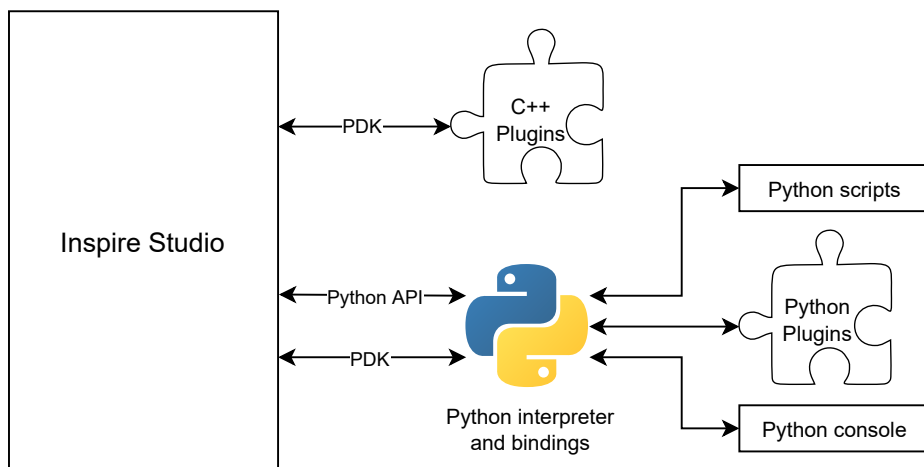 C++
Plugins
PDK
Python scripts
Inspire Studio
Python API
Python
Plugins
PDK
Python interpreter
and bindings
Python console